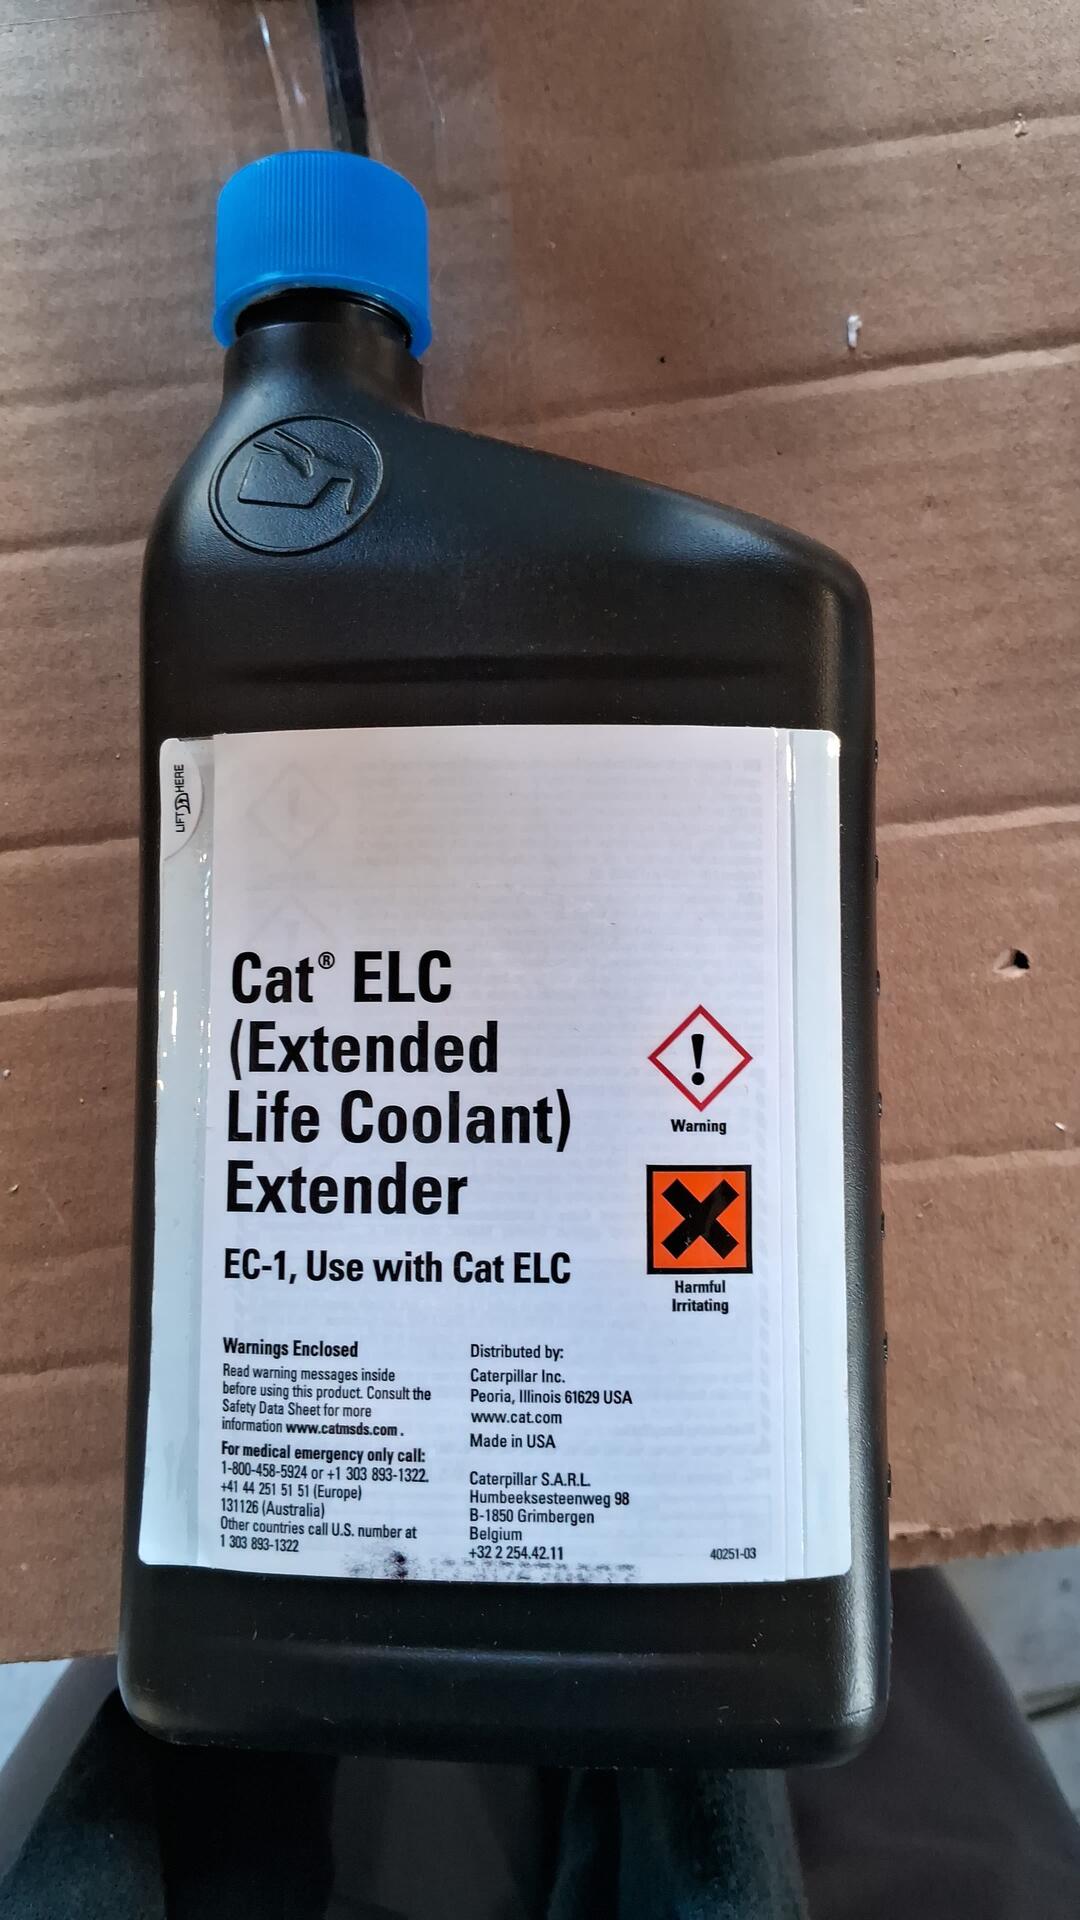 LIFT HERE
Cat® ELC
(Extended
Life Coolant)
Extender
EC-1, Use with Cat ELC
Warning
Harmful
Irritating
Warnings Enclosed
Read warning messages inside
before using this product. Consult the
Safety Data Sheet for more
information www.catmsds.com.
For medical emergency only call:
1-800-458-5924 or +1 303 893-1322.
+41 44 251 51 51 (Europe)
131126 (Australia)
Other countries call U.S. number at
1 303 893-1322
Distributed by:
Caterpillar Inc.
Peoria, Illinois 61629 USA
www.cat.com
Made in USA
Caterpillar S.A.R.L.
Humbeeksesteenweg 98
B-1850 Grimbergen
Belgium
+32 2 254.42.11
40251-03